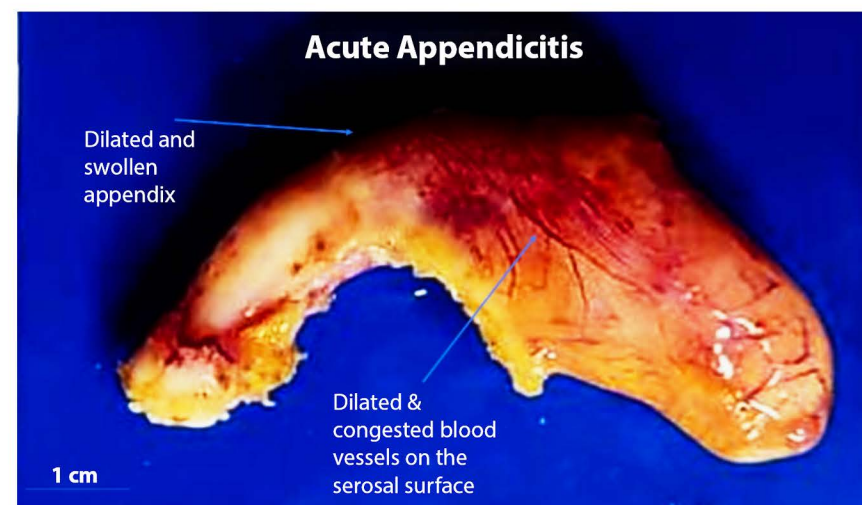 Acute Appendicitis
Dilated and
swollen
appendix
Dilated &
congested blood
vessels on the
serosal surface
1 cm